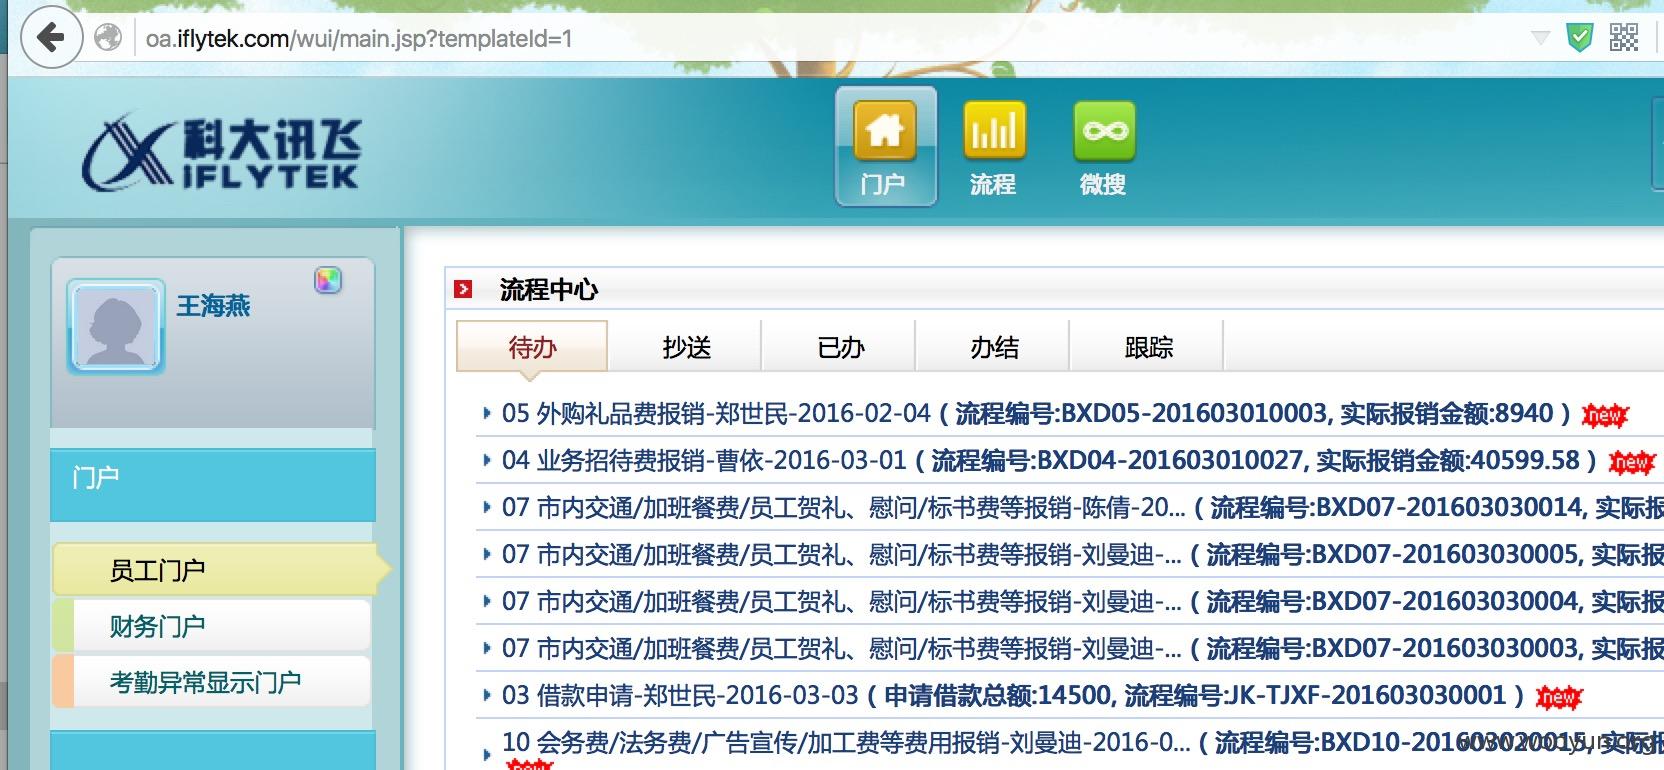 oa.iflytek.com/wui/main.jsp?templateId=1
科大讯飞
iFLYTEK
门户
流程
微搜
王海燕
门户
员工门户
财务门户
考勤异常显示门户
流程中心
待办 抄送 已办 办结 跟踪
05 外购礼品费报销-郑世民-2016-02-04 ( 流程编号:BXD05-201603010003, 实际报销金额:8940 ) new
04 业务招待费报销-曹依-2016-03-01 ( 流程编号:BXD04-201603010027, 实际报销金额:40599.58 ) new
07 市内交通/加班餐费/员工贺礼、慰问/标书费等报销-陈倩-20... ( 流程编号:BXD07-201603030014, 实际报
07 市内交通/加班餐费/员工贺礼、慰问/标书费等报销-刘曼迪-... ( 流程编号:BXD07-201603030005, 实际报
07 市内交通/加班餐费/员工贺礼、慰问/标书费等报销-刘曼迪-... ( 流程编号:BXD07-201603030004, 实际报
07 市内交通/加班餐费/员工贺礼、慰问/标书费等报销-刘曼迪-... ( 流程编号:BXD07-201603030003, 实际报
03 借款申请-郑世民-2016-03-03 ( 申请借款总额:14500, 流程编号:JK-TJXF-201603030001 ) new
10 会务费/法务费/广告宣传/加工费等费用报销-刘曼迪-2016-0... ( 流程编号:BXD10-201603020015, 实际报
new
www.wooyun.org